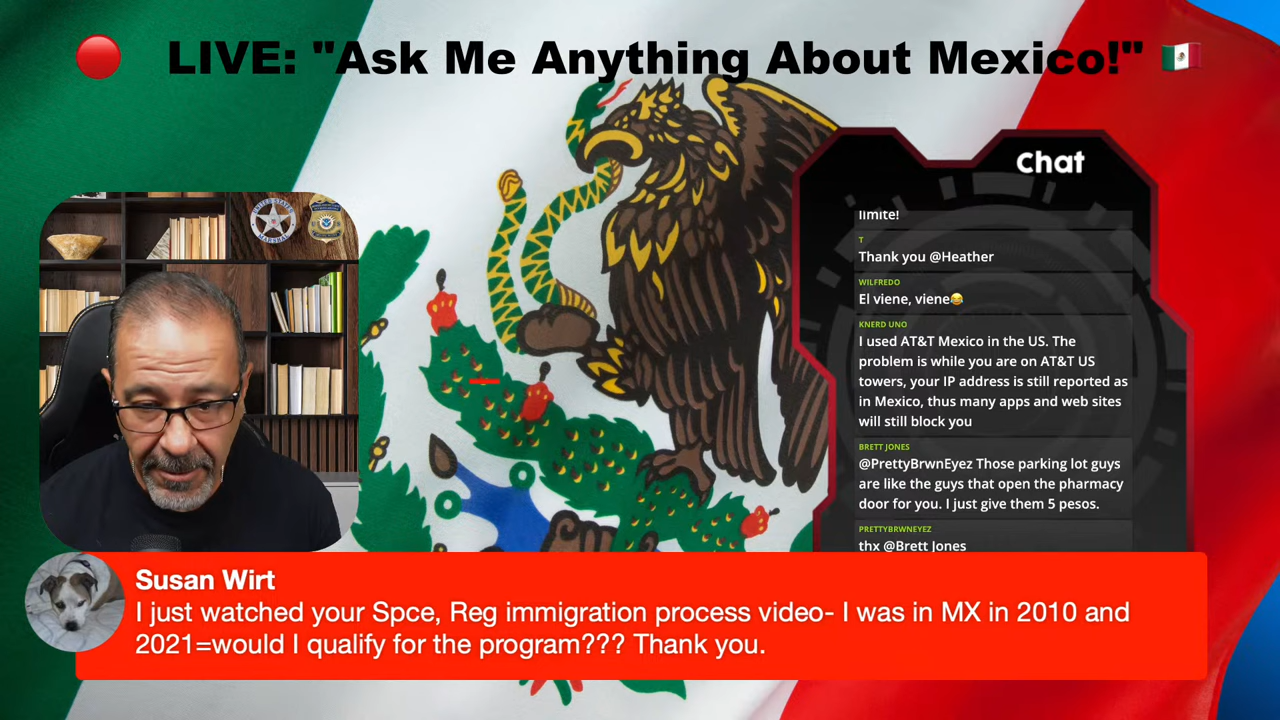 LIVE: "Ask Me Anything About Mexico!"
UNITED STATES
MARSHAL
Chat
limite!
T
Thank you @Heather
WILFREDO
El viene, viene😂
KNERD UNO
I used AT&T Mexico in the US. The
problem is while you are on AT&T US
towers, your IP address is still reported as
in Mexico, thus many apps and web sites
will still block you
BRETT JONES
@PrettyBrwnEyez Those parking lot guys
are like the guys that open the pharmacy
door for you. I just give them 5 pesos.
PRETTYBRWNEYEZ
thx @Brett Jones
Susan Wirt
I just watched your Spce, Reg immigration process video- I was in MX in 2010 and
2021=would I qualify for the program??? Thank you.